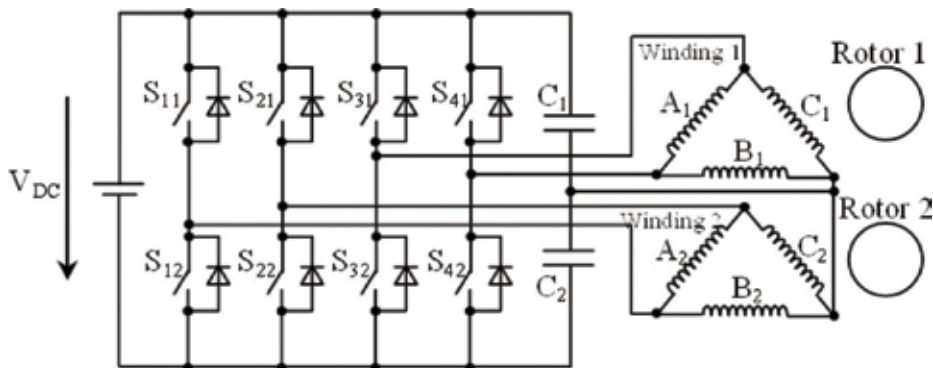 Winding 1
Rotor 1
S11
S21
S31
S41
C1
A1
C1
B1
VDC
Winding 2
Rotor 2
S12
S22
S32
S42
C2
A2
C2
B2